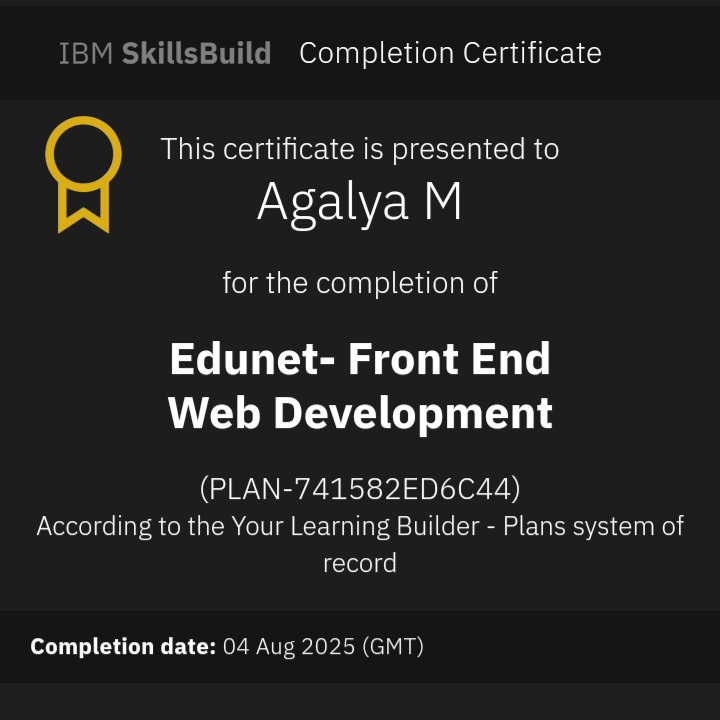 IBM SkillsBuild Completion Certificate
This certificate is presented to
Agalya M
for the completion of
Edunet- Front End
Web Development
(PLAN-741582ED6C44)
According to the Your Learning Builder - Plans system of
record
Completion date: 04 Aug 2025 (GMT)